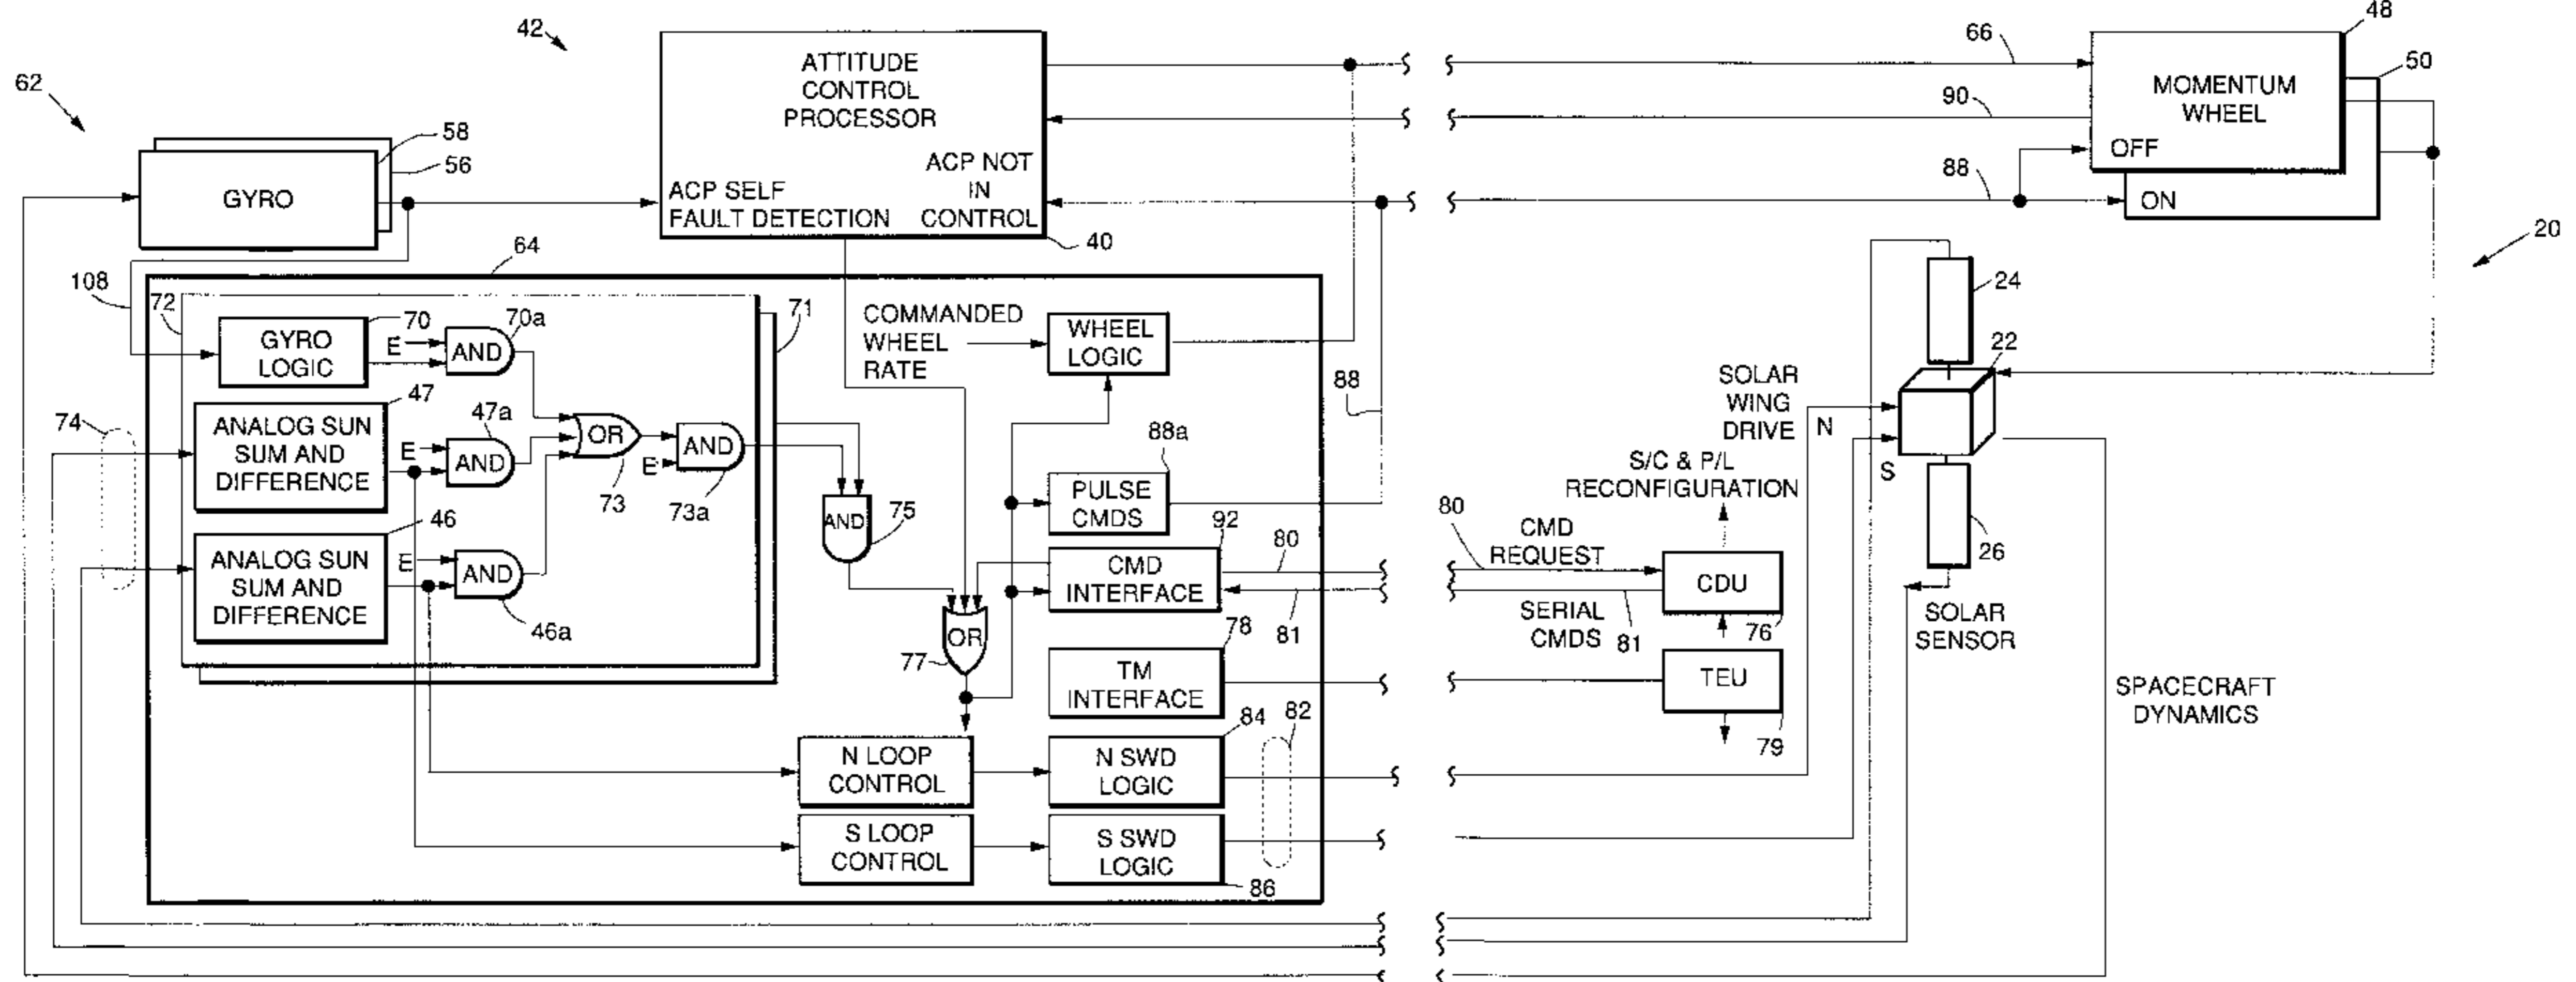 42
62
ATTITUDE
CONTROL
PROCESSOR
ACP NOT
IN
CONTROL
ACP SELF
FAULT DETECTION
40
58
56
GYRO
66
90
88
48
50
MOMENTUM
WHEEL
OFF
ON
20
64
108
72
71
GYRO
LOGIC
70
E
AND
70a
ANALOG SUN
SUM AND
DIFFERENCE
47
E
AND
47a
74
OR
73
AND
E
73a
ANALOG SUN
SUM AND
DIFFERENCE
46
E
AND
46a
AND
75
OR
77
COMMANDED
WHEEL
RATE
WHEEL
LOGIC
88
PULSE
CMDS
88a
CMD
INTERFACE
92
80
81
TM
INTERFACE
78
N LOOP
CONTROL
N SWD
LOGIC
84
82
S LOOP
CONTROL
S SWD
LOGIC
86
24
22
SOLAR
WING
DRIVE
N
S
S/C & P/L
RECONFIGURATION
80
CMD
REQUEST
CDU
76
SERIAL
CMDS
81
TEU
79
26
SOLAR
SENSOR
SPACECRAFT
DYNAMICS